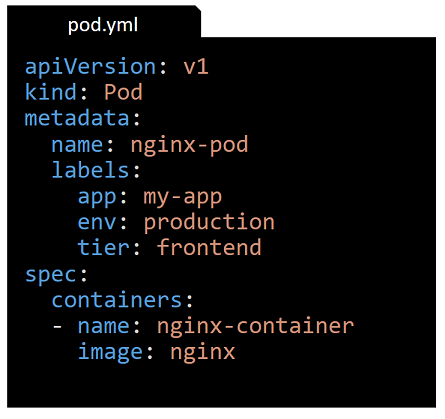 pod.yml
apiVersion: v1
kind: Pod
metadata:
  name: nginx-pod
  labels:
    app: my-app
    env: production
    tier: frontend
spec:
  containers:
  - name: nginx-container
    image: nginx